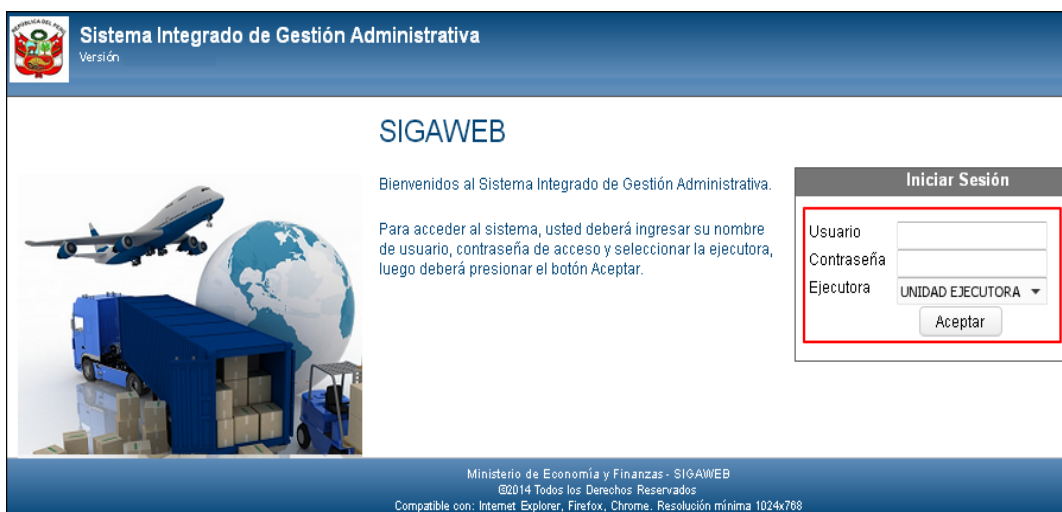 REPUBLICA DEL PERU
Sistema Integrado de Gestión Administrativa
Versión
SIGAWEB
Bienvenidos al Sistema Integrado de Gestión Administrativa.
Para acceder al sistema, usted deberá ingresar su nombre
de usuario, contraseña de acceso y seleccionar la ejecutora,
luego deberá presionar el botón Aceptar.
Iniciar Sesión
Usuario
Contraseña
Ejecutora UNIDAD EJECUTORA
Aceptar
Ministerio de Economía y Finanzas - SIGAWEB
©2014 Todos los Derechos Reservados
Compatible con: Internet Explorer, Firefox, Chrome. Resolución mínima 1024x768